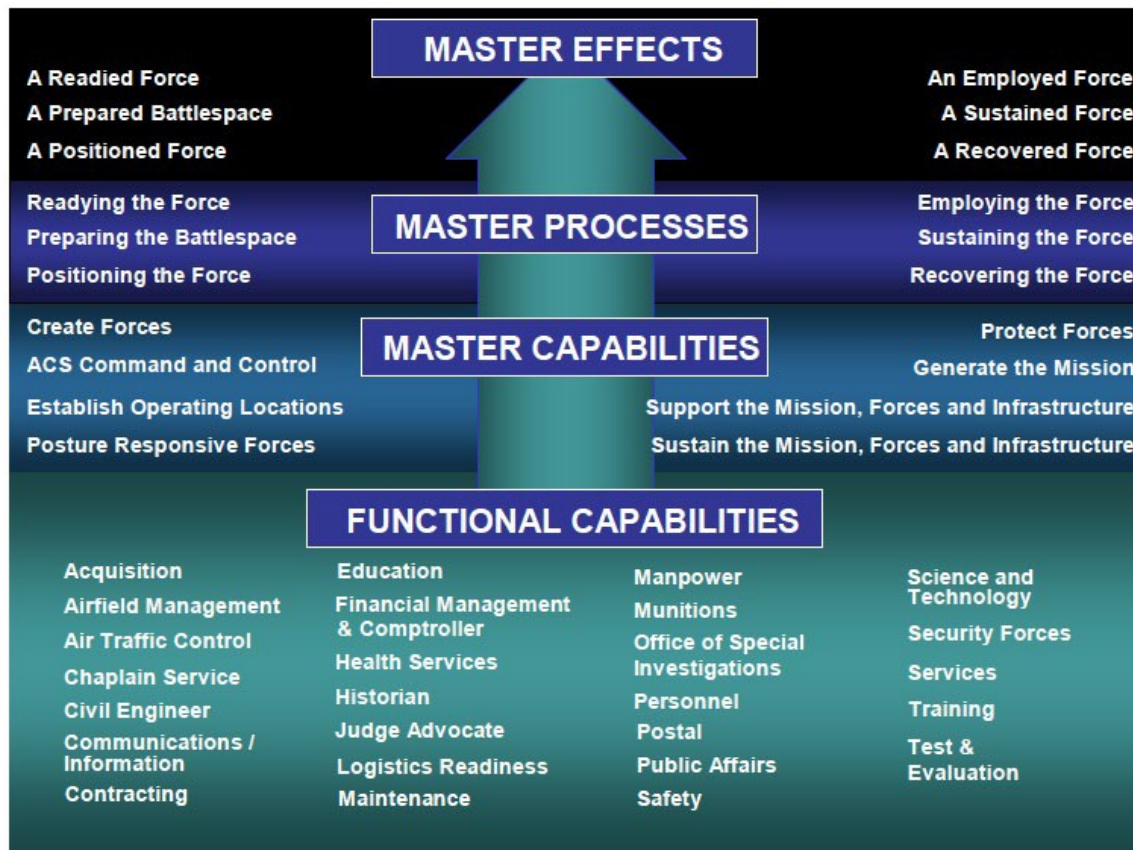 MASTER EFFECTS
A Readied Force
A Prepared Battlespace
A Positioned Force
An Employed Force
A Sustained Force
A Recovered Force
MASTER PROCESSES
Readying the Force
Preparing the Battlespace
Positioning the Force
Employing the Force
Sustaining the Force
Recovering the Force
MASTER CAPABILITIES
Create Forces
ACS Command and Control
Establish Operating Locations
Posture Responsive Forces
Protect Forces
Generate the Mission
Support the Mission, Forces and Infrastructure
Sustain the Mission, Forces and Infrastructure
FUNCTIONAL CAPABILITIES
Acquisition
Airfield Management
Air Traffic Control
Chaplain Service
Civil Engineer
Communications /
Information
Contracting
Education
Financial Management
& Comptroller
Health Services
Historian
Judge Advocate
Logistics Readiness
Maintenance
Manpower
Munitions
Office of Special
Investigations
Personnel
Postal
Public Affairs
Safety
Science and
Technology
Security Forces
Services
Training
Test &
Evaluation